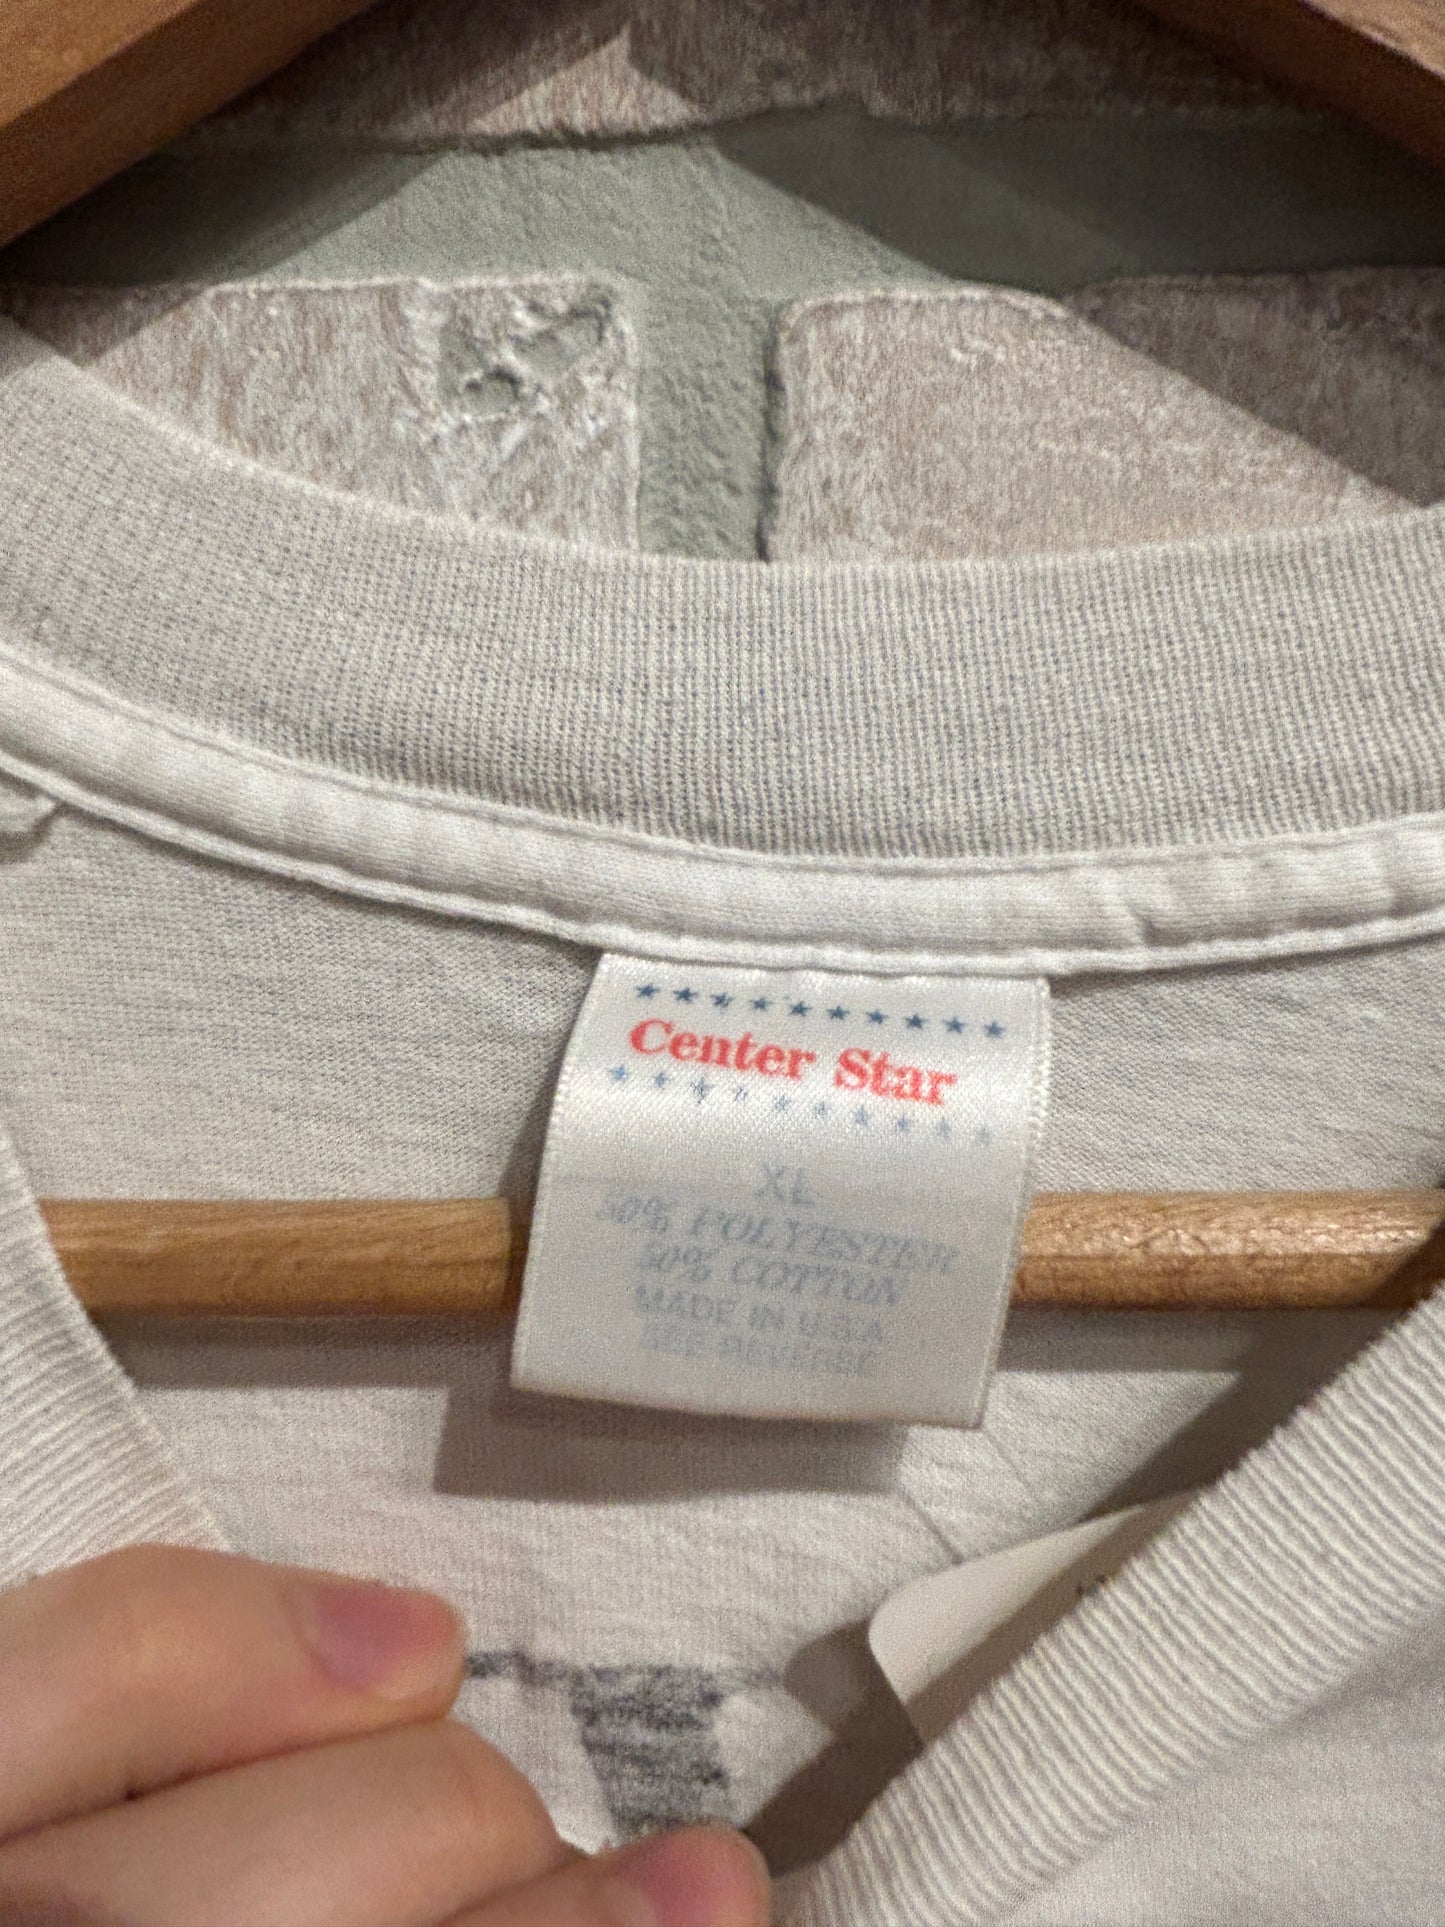 Center Star
XL
50% POLYESTER
50% COTTON
MADE IN U.S.A.
SEE REVERSE